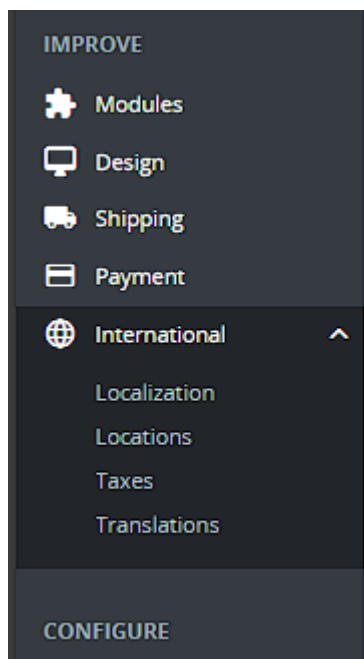 IMPROVE
Modules
Design
Shipping
Payment
International
Localization
Locations
Taxes
Translations
CONFIGURE